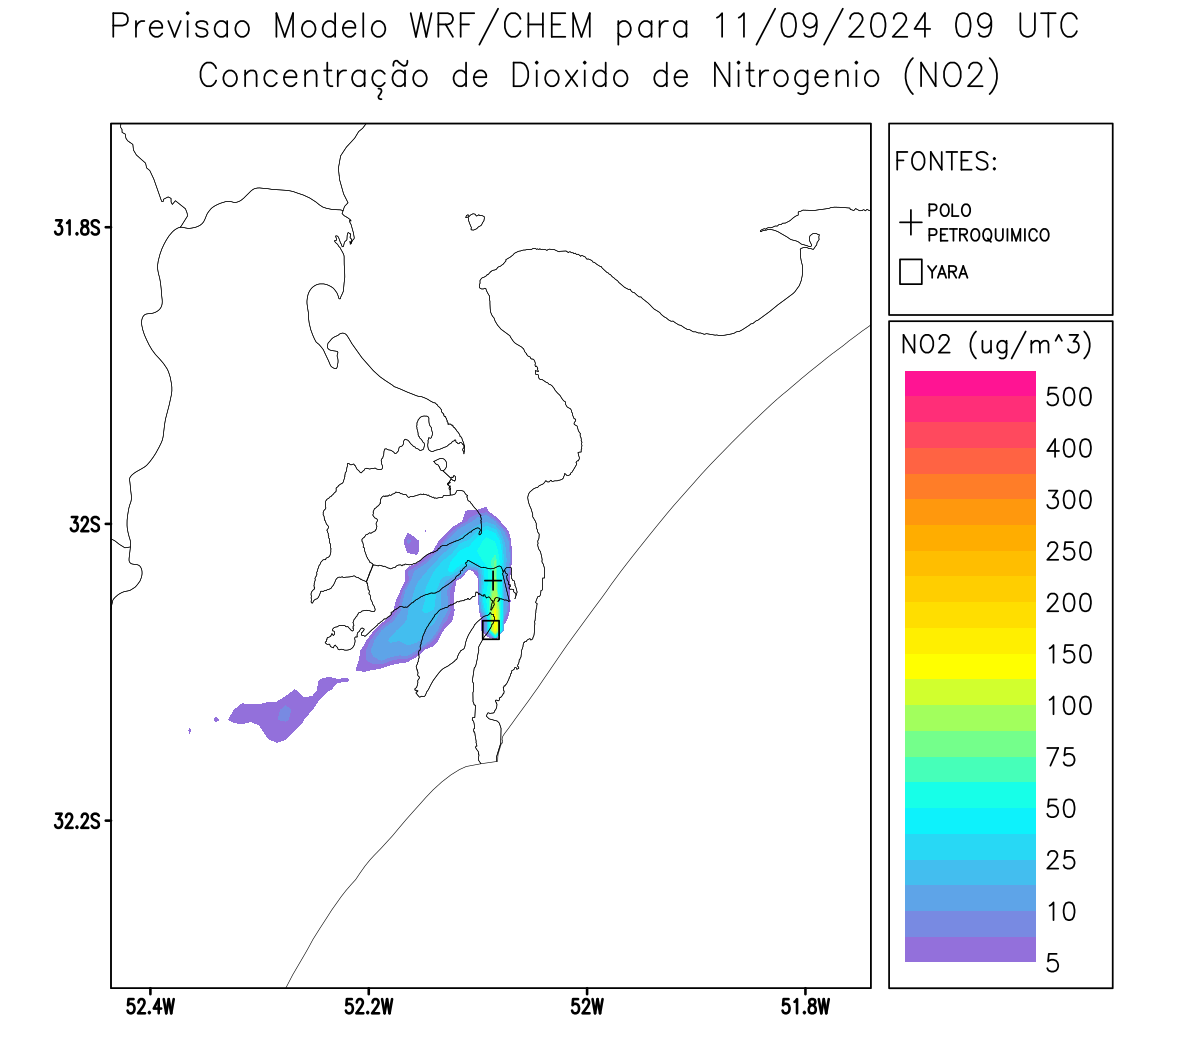 Previsao Modelo WRF/CHEM para 11/09/2024 09 UTC
Concentração de Dioxido de Nitrogenio (NO2)
FONTES:
POLO
PETROQUIMICO
YARA
NO2 (ug/m^3)
500
400
300
250
200
150
100
75
50
25
10
5
31.8S
32S
32.2S
52.4W
52.2W
52W
51.8W